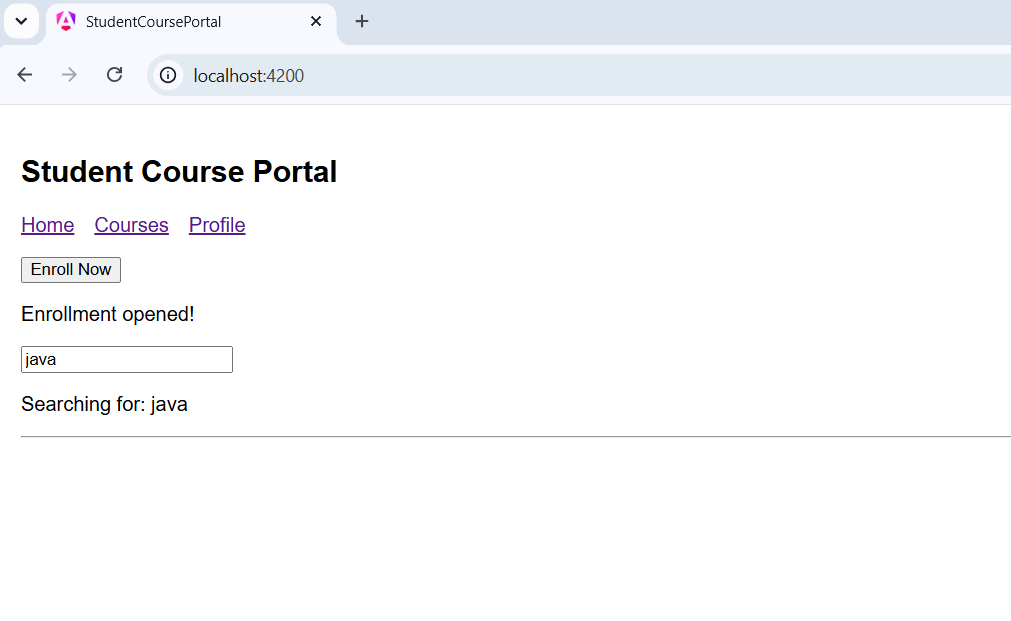 StudentCoursePortal
localhost:4200
Student Course Portal
Home Courses Profile
Enroll Now
Enrollment opened!
java
Searching for: java